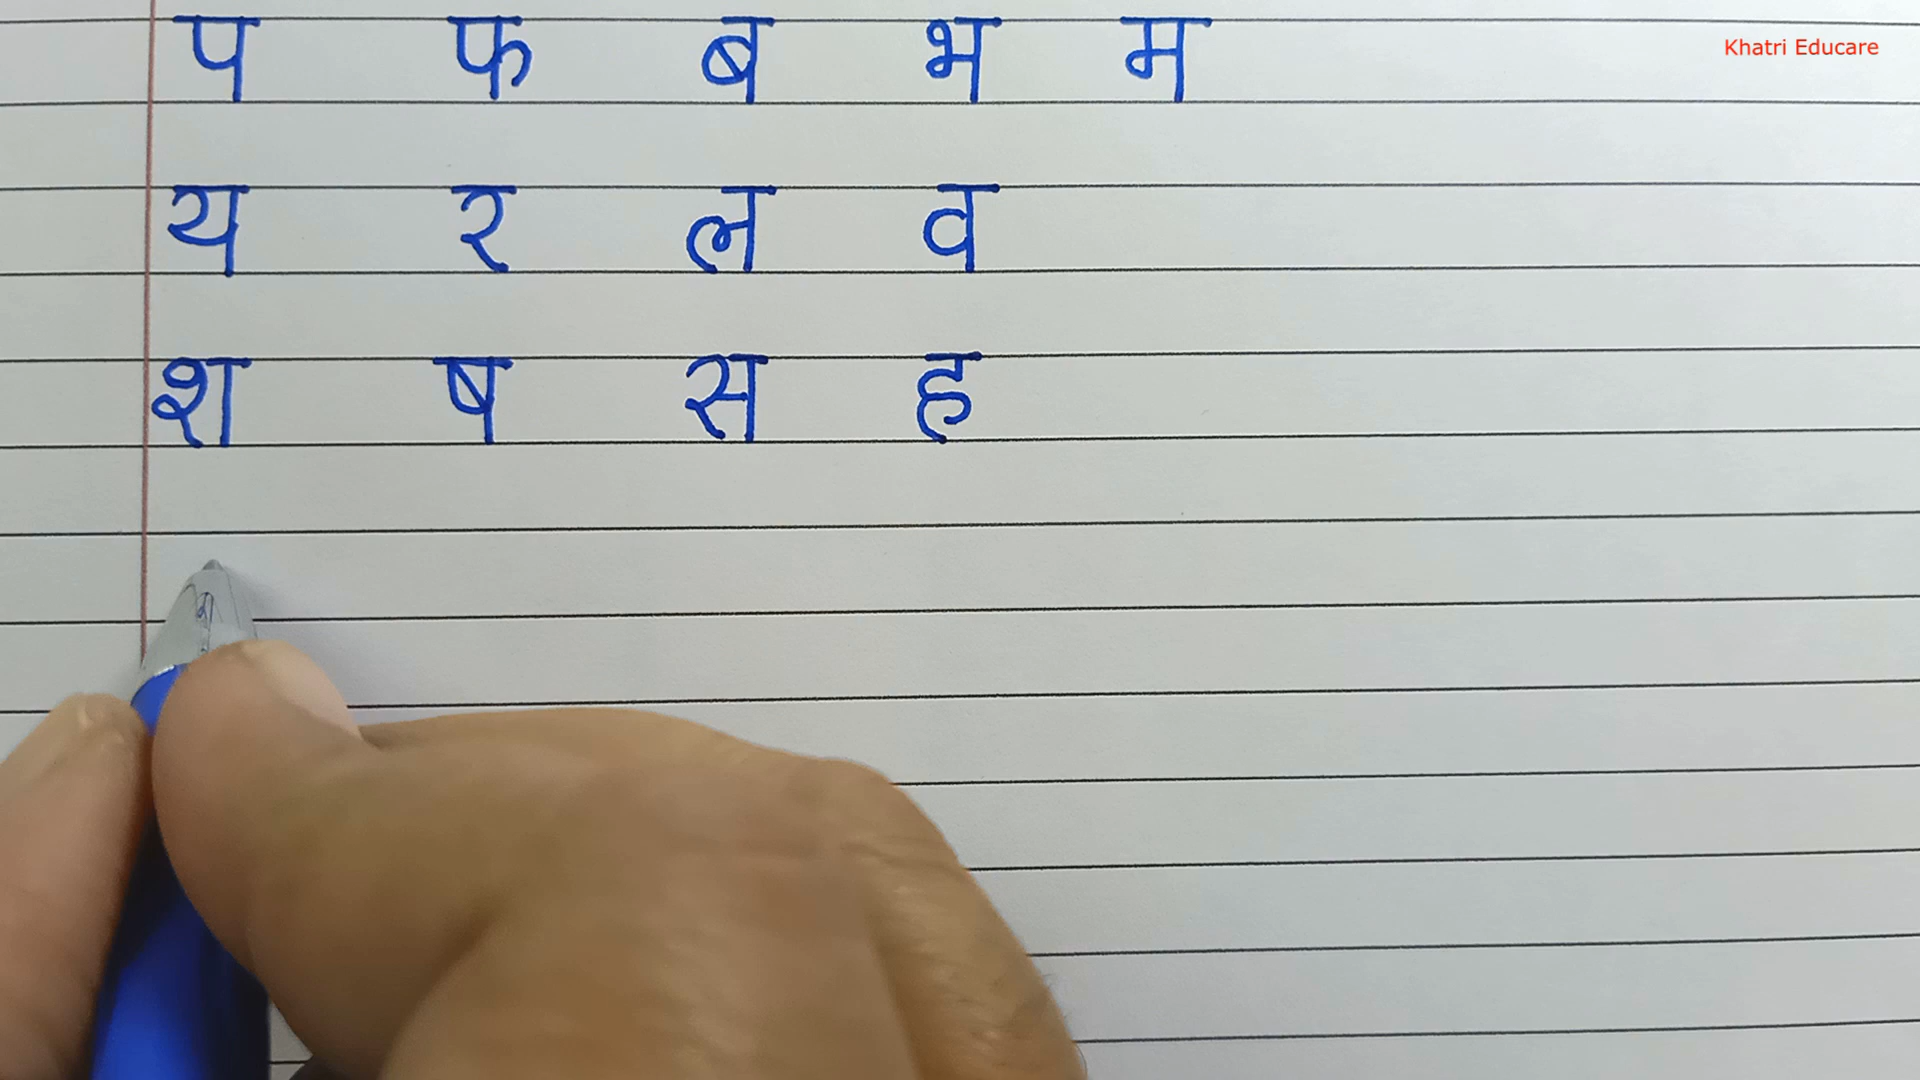 प फ ब भ म
Khatri Educare
य र ल व
श ष स ह